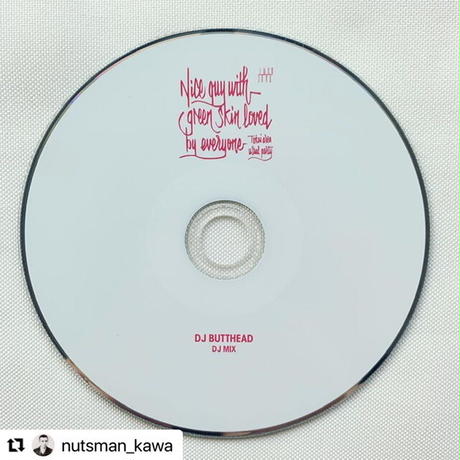 Nice guy with
green skin loved
by everyone
DJ BUTTHEAD
DJ MIX
nutsman_kawa